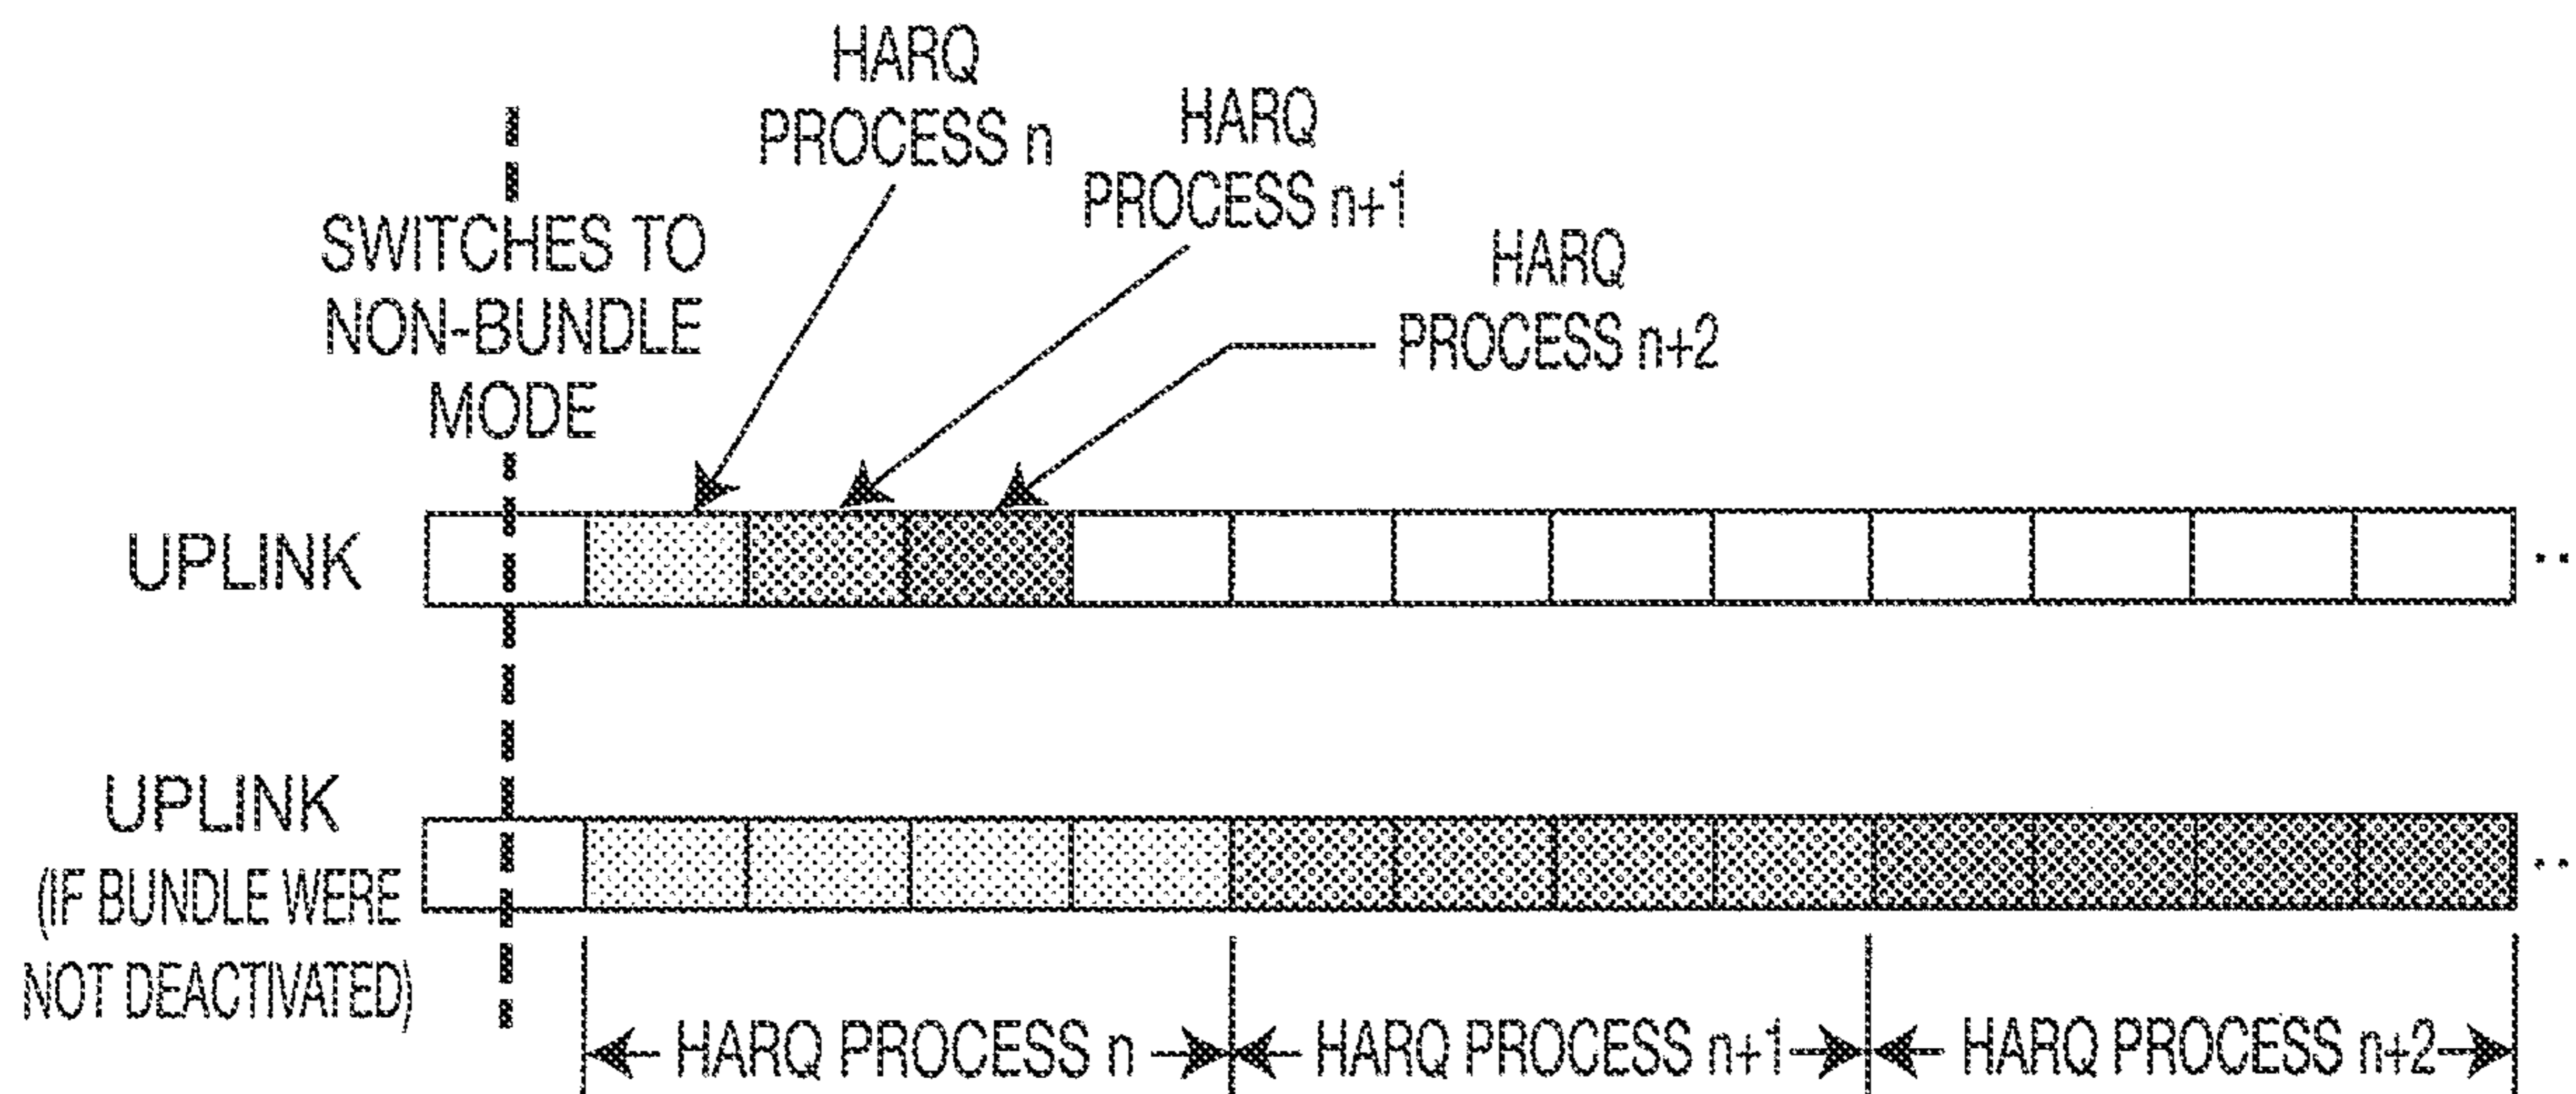 HARQ
PROCESS n
HARQ
PROCESS n+1
HARQ
PROCESS n+2
SWITCHES TO
NON-BUNDLE
MODE
UPLINK
..
UPLINK
(IF BUNDLE WERE
NOT DEACTIVATED)
..
HARQ PROCESS n
HARQ PROCESS n+1
HARQ PROCESS n+2